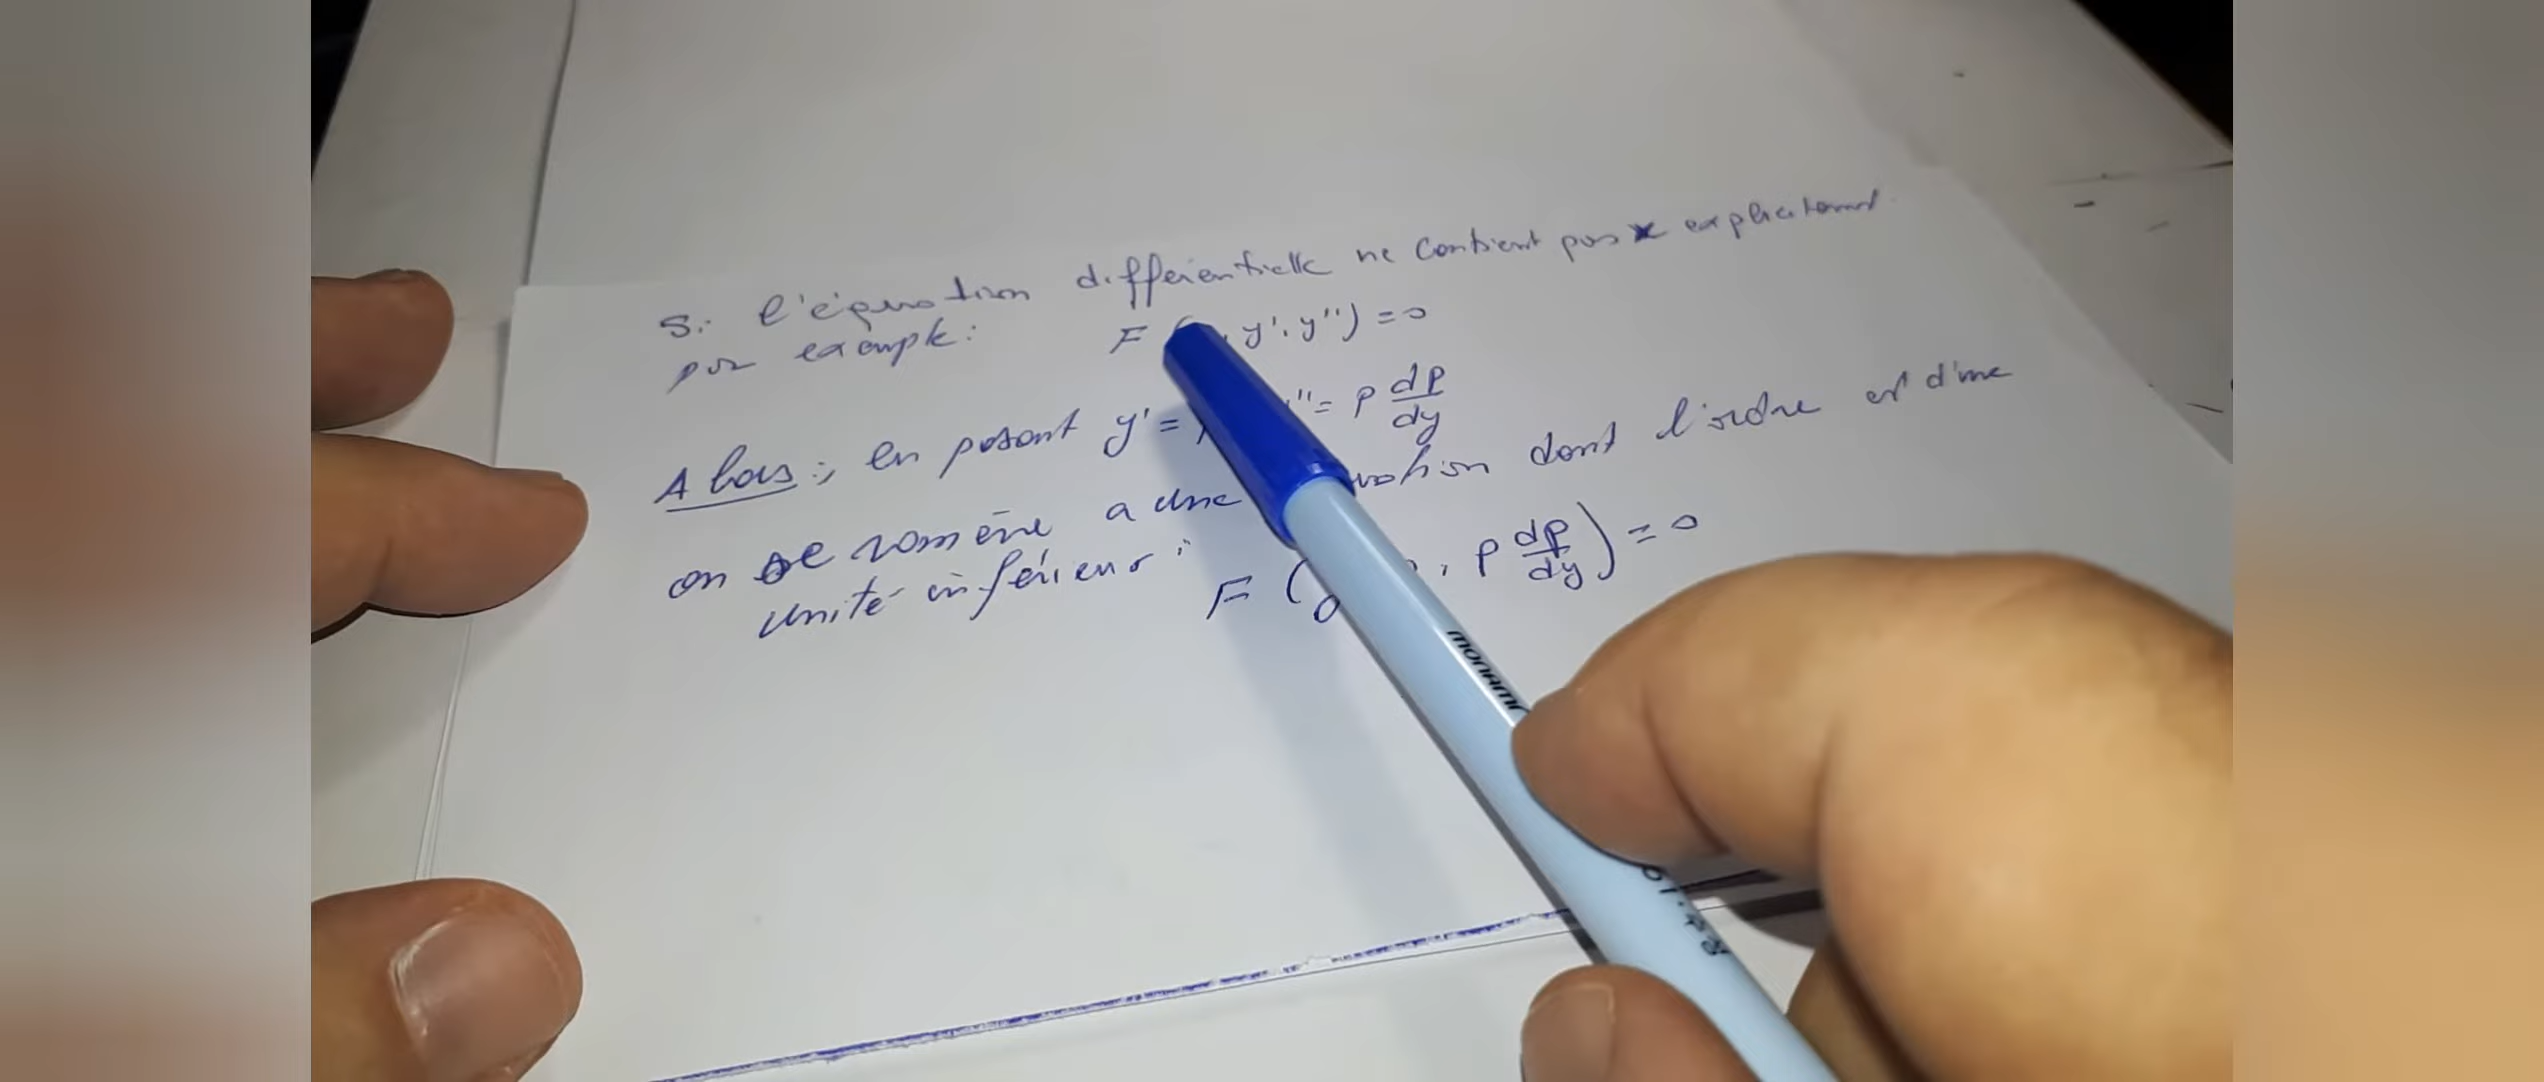 Si l'équation différentielle ne contient pas x explicitement
par exemple: F ( , y', y'') = 0
Alors:, en posant y' = '' = p dp/dy
on se ramène a une dont l'ordre est d'une
unité inférieur: F (y , p dp/dy) = 0
monami